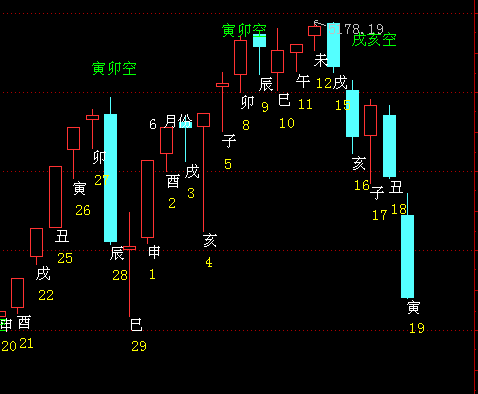 寅卯空
寅卯空
4178.19
戌亥空
6 月份
申
20
酉
21
戌
22
丑
25
寅
26
卯
27
辰
28
巳
29
申
1
酉
2
戌
3
亥
4
子
5
卯
8
辰
9
巳
10
午
11
未
12
戌
15
亥
16
子
17
丑
18
寅
19